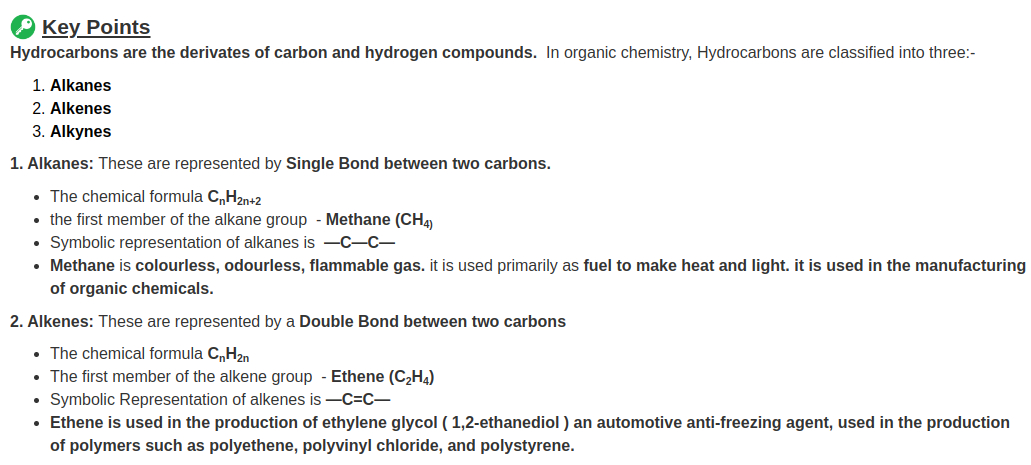 Key Points
Hydrocarbons are the derivates of carbon and hydrogen compounds.  In organic chemistry, Hydrocarbons are classified into three:-
1. Alkanes
2. Alkenes
3. Alkynes
1. Alkanes: These are represented by Single Bond between two carbons.
• The chemical formula CₙH₂ₙ₊₂
• the first member of the alkane group  - Methane (CH₄)
• Symbolic representation of alkanes is  —C—C—
• Methane is colourless, odourless, flammable gas. it is used primarily as fuel to make heat and light. it is used in the manufacturing
of organic chemicals.
2. Alkenes: These are represented by a Double Bond between two carbons
• The chemical formula CₙH₂ₙ
• The first member of the alkene group  - Ethene (C₂H₄)
• Symbolic Representation of alkenes is —C=C—
• Ethene is used in the production of ethylene glycol ( 1,2-ethanediol ) an automotive anti-freezing agent, used in the production
of polymers such as polyethene, polyvinyl chloride, and polystyrene.